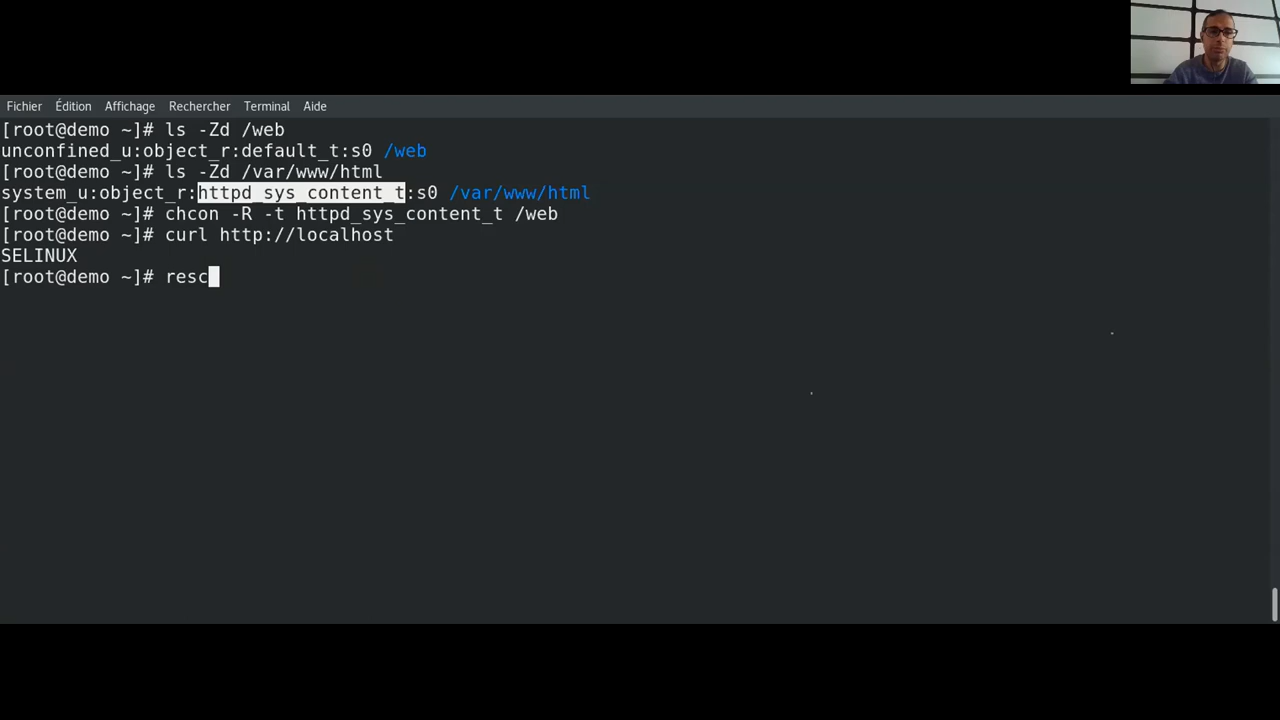 Fichier Édition Affichage Rechercher Terminal Aide
[root@demo ~]# ls -Zd /web
unconfined_u:object_r:default_t:s0 /web
[root@demo ~]# ls -Zd /var/www/html
system_u:object_r:httpd_sys_content_t:s0 /var/www/html
[root@demo ~]# chcon -R -t httpd_sys_content_t /web
[root@demo ~]# curl http://localhost
SELINUX
[root@demo ~]# resc